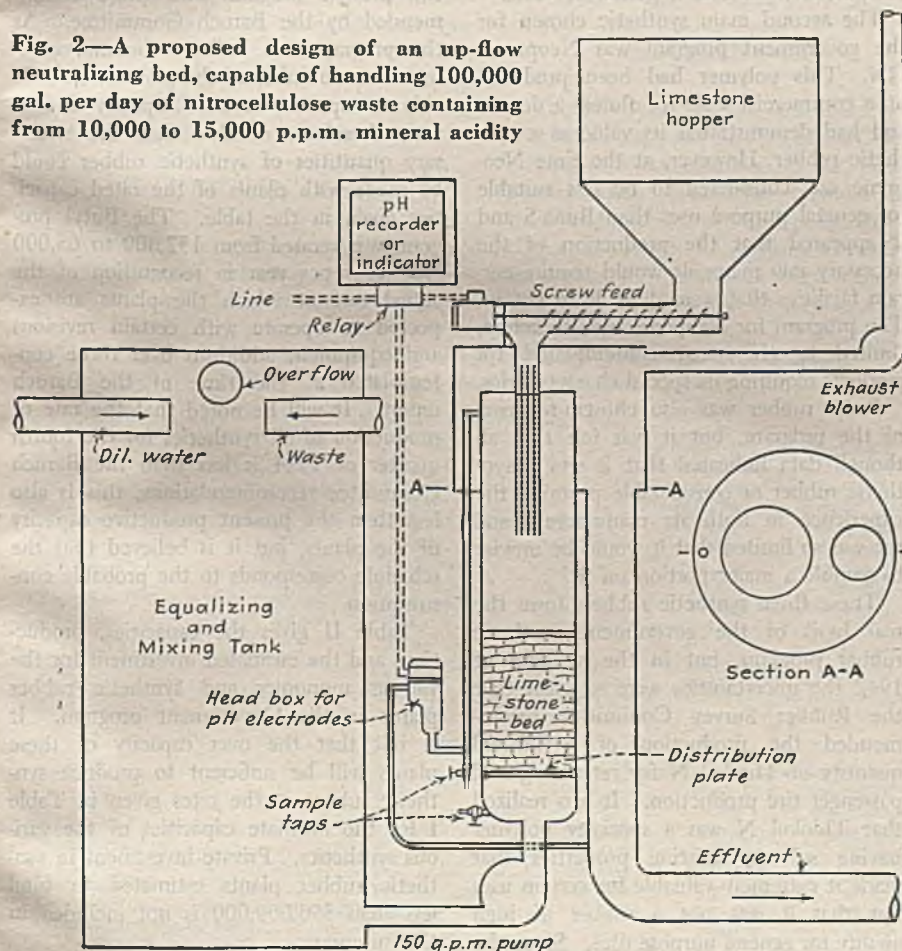 Fig. 2—A proposed design of an up-flow
neutralizing bed, capable of handling 100,000
gal. per day of nitrocellulose waste containing
from 10,000 to 15,000 p.p.m. mineral acidity
Limestone
hopper
pH
recorder
or
indicator
Line
Relay
Screw feed
Overflow
Exhaust
blower
Dil. water
Waste
A
A
Equalizing
and
Mixing Tank
Section A-A
Head box for
pH electrodes
Lime-
stone
bed
Distribution
plate
Sample
taps
Effluent
150 g.p.m. pump